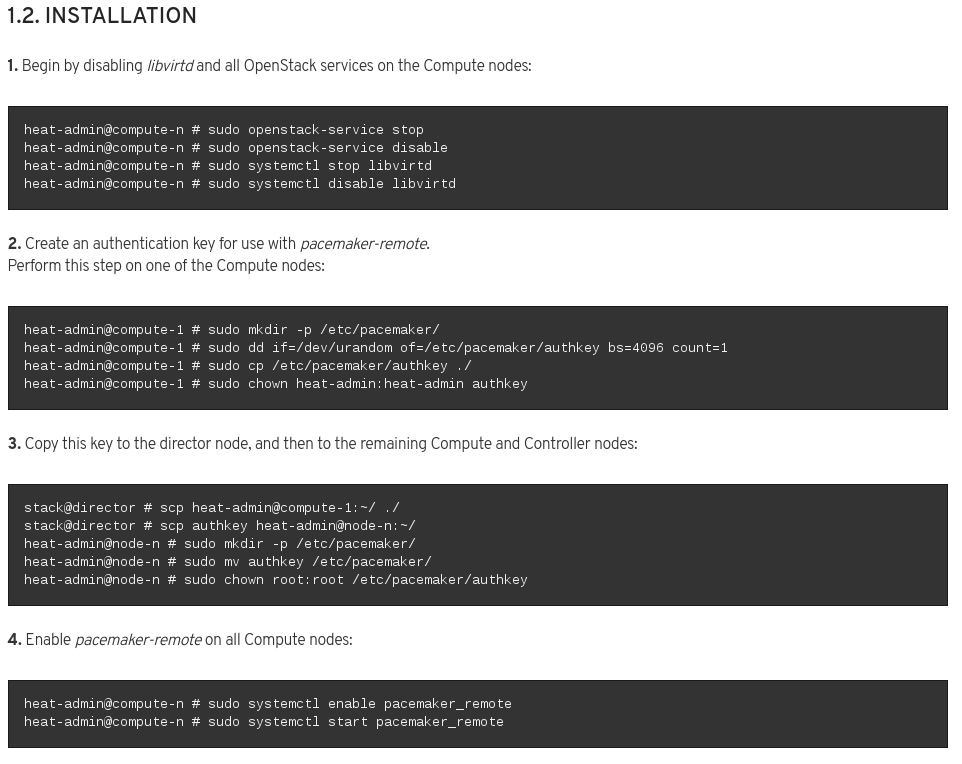 1.2. INSTALLATION
1. Begin by disabling libvirtd and all OpenStack services on the Compute nodes:
heat-admin@compute-n # sudo openstack-service stop
heat-admin@compute-n # sudo openstack-service disable
heat-admin@compute-n # sudo systemctl stop libvirtd
heat-admin@compute-n # sudo systemctl disable libvirtd
2. Create an authentication key for use with pacemaker-remote.
Perform this step on one of the Compute nodes:
heat-admin@compute-1 # sudo mkdir -p /etc/pacemaker/
heat-admin@compute-1 # sudo dd if=/dev/urandom of=/etc/pacemaker/authkey bs=4096 count=1
heat-admin@compute-1 # sudo cp /etc/pacemaker/authkey ./
heat-admin@compute-1 # sudo chown heat-admin:heat-admin authkey
3. Copy this key to the director node, and then to the remaining Compute and Controller nodes:
stack@director # scp heat-admin@compute-1:~/ ./
stack@director # scp authkey heat-admin@node-n:~/
heat-admin@node-n # sudo mkdir -p /etc/pacemaker/
heat-admin@node-n # sudo mv authkey /etc/pacemaker/
heat-admin@node-n # sudo chown root:root /etc/pacemaker/authkey
4. Enable pacemaker-remote on all Compute nodes:
heat-admin@compute-n # sudo systemctl enable pacemaker_remote
heat-admin@compute-n # sudo systemctl start pacemaker_remote